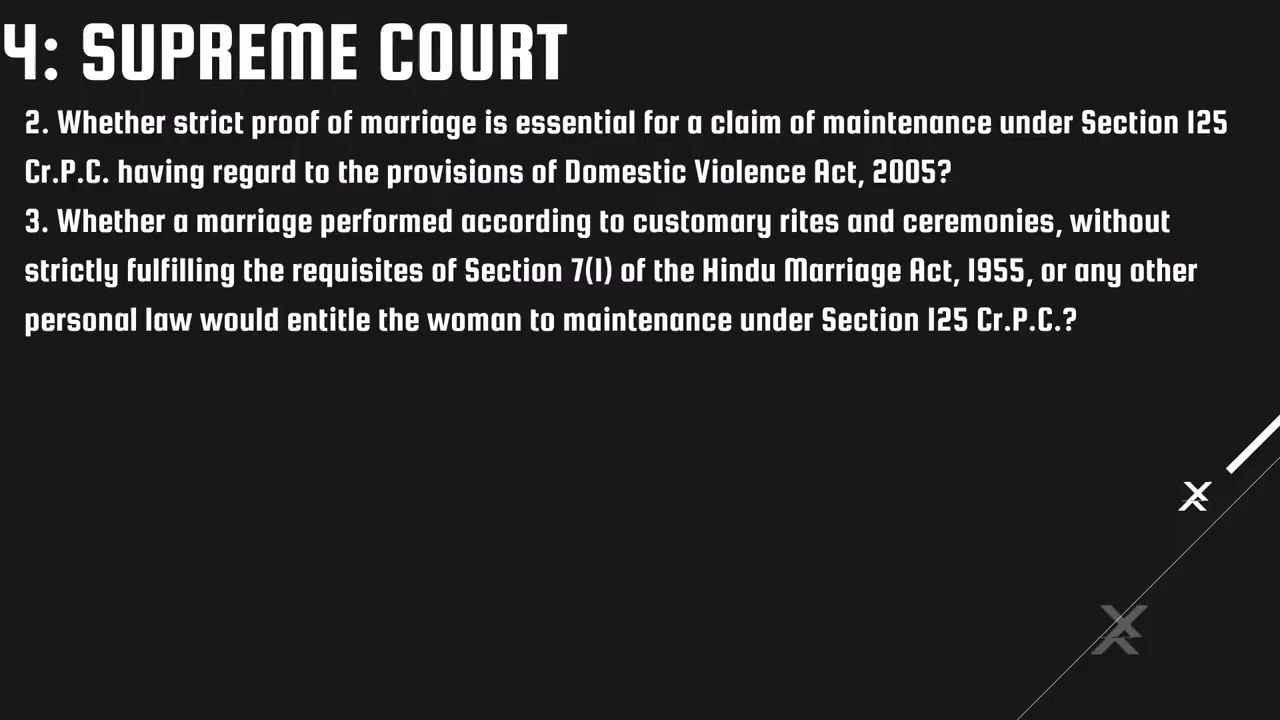 4: SUPREME COURT
2. Whether strict proof of marriage is essential for a claim of maintenance under Section 125
Cr.P.C. having regard to the provisions of Domestic Violence Act, 2005?
3. Whether a marriage performed according to customary rites and ceremonies, without
strictly fulfilling the requisites of Section 7(1) of the Hindu Marriage Act, 1955, or any other
personal law would entitle the woman to maintenance under Section 125 Cr.P.C.?